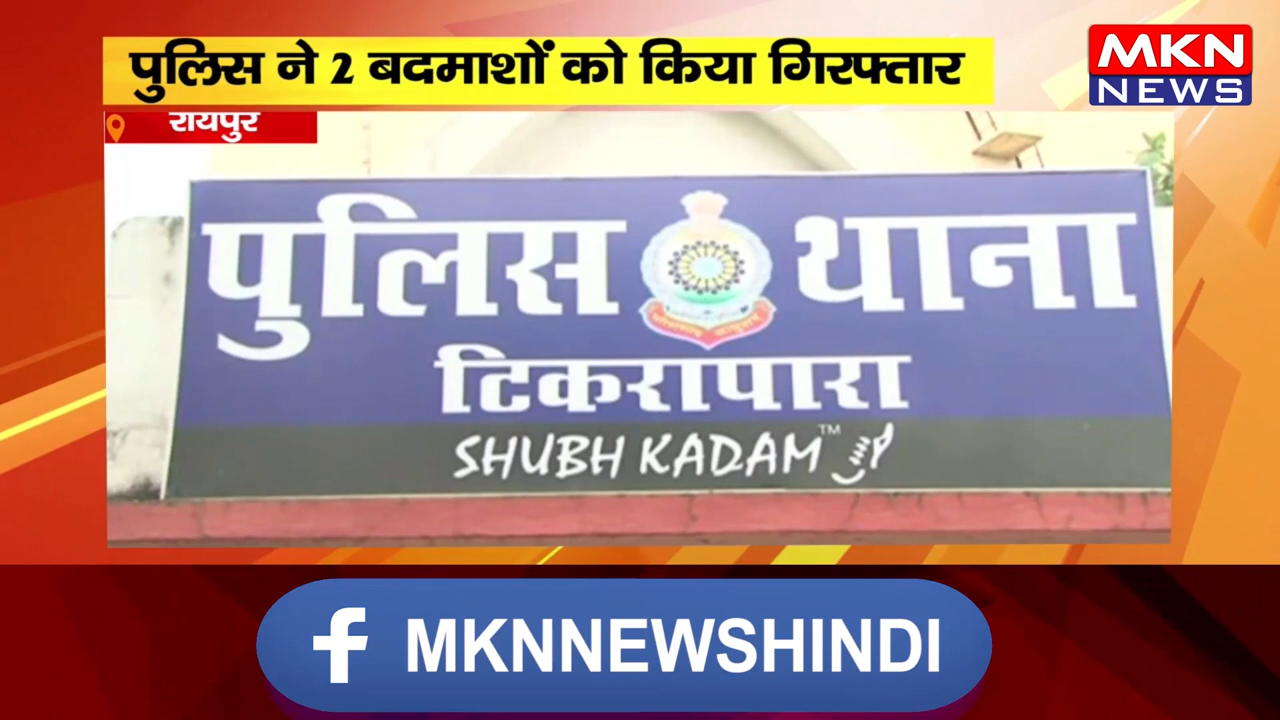 पुलिस ने 2 बदमाशों को किया गिरफ्तार
MKN
NEWS
रायपुर
पुलिस थाना
टिकरापारा
SHUBH KADAM™
MKNNEWSHINDI